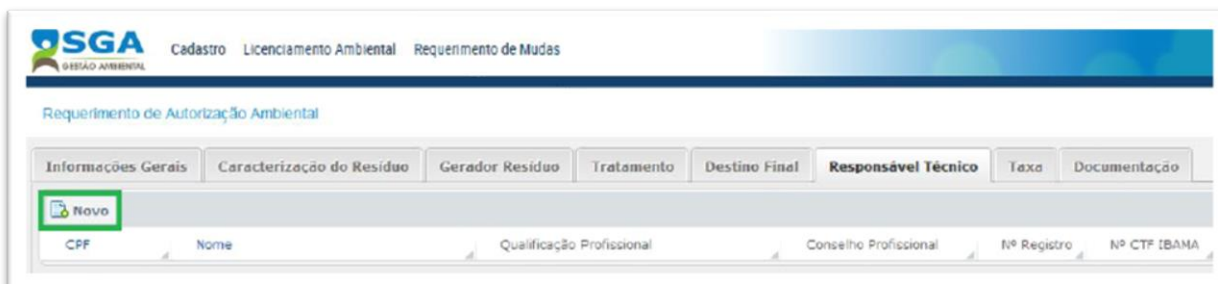 SGA
GESTÃO AMBIENTAL
Cadastro Licenciamento Ambiental Requerimento de Mudas
Requerimento de Autorização Ambiental
Informações Gerais Caracterização do Resíduo Gerador Resíduo Tratamento Destino Final Responsável Técnico Taxa Documentação
Novo
CPF Nome Qualificação Profissional Conselho Profissional Nº Registro Nº CTF IBAMA